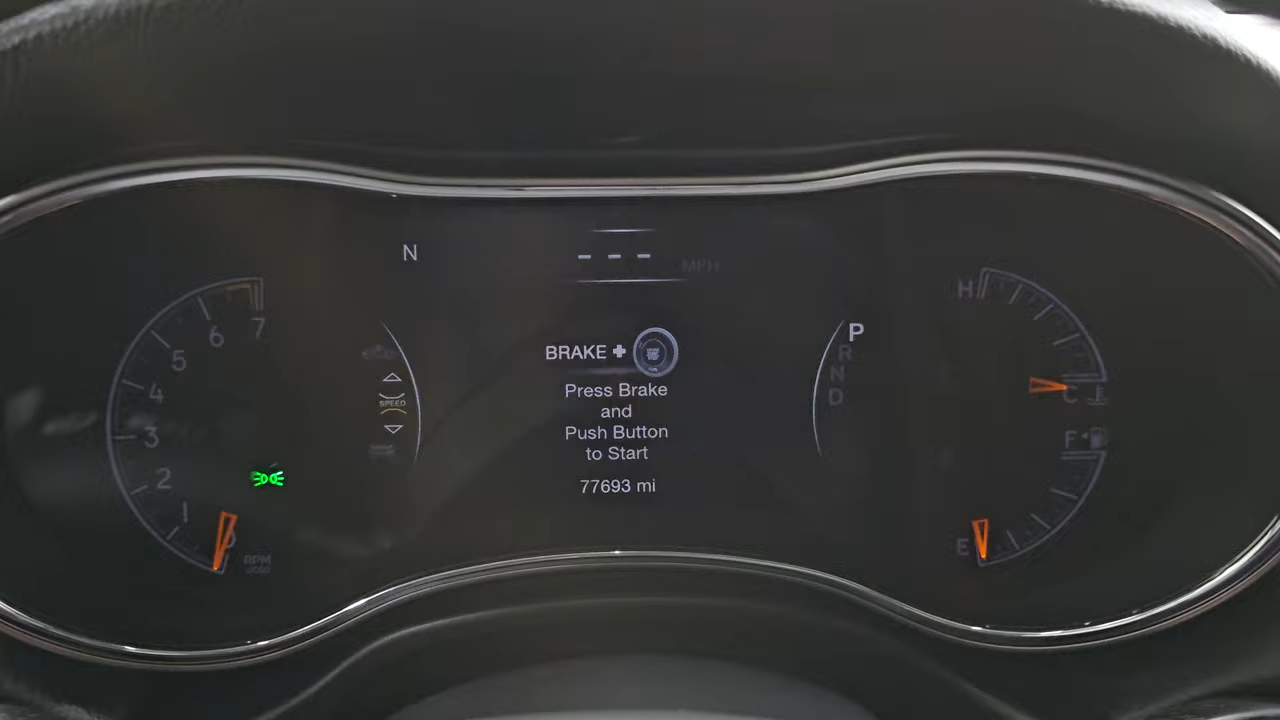 N
- - - MPH
H
7
6
5
4
3
2
1
0
RPM
SPEED
BRAKE +
Press Brake
and
Push Button
to Start
77693 mi
P
R
N
D
C
F
E